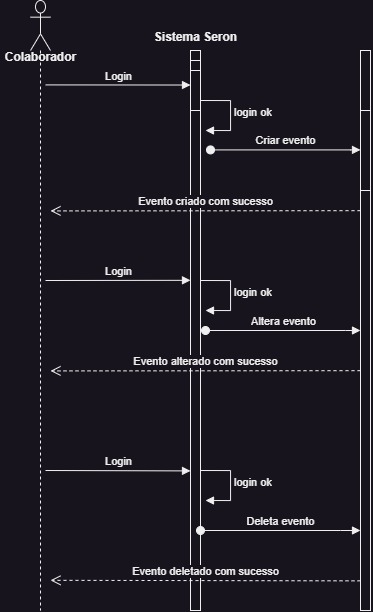 Sistema Seron
Colaborador
Login
login ok
Criar evento
Evento criado com sucesso
Login
login ok
Altera evento
Evento alterado com sucesso
Login
login ok
Deleta evento
Evento deletado com sucesso